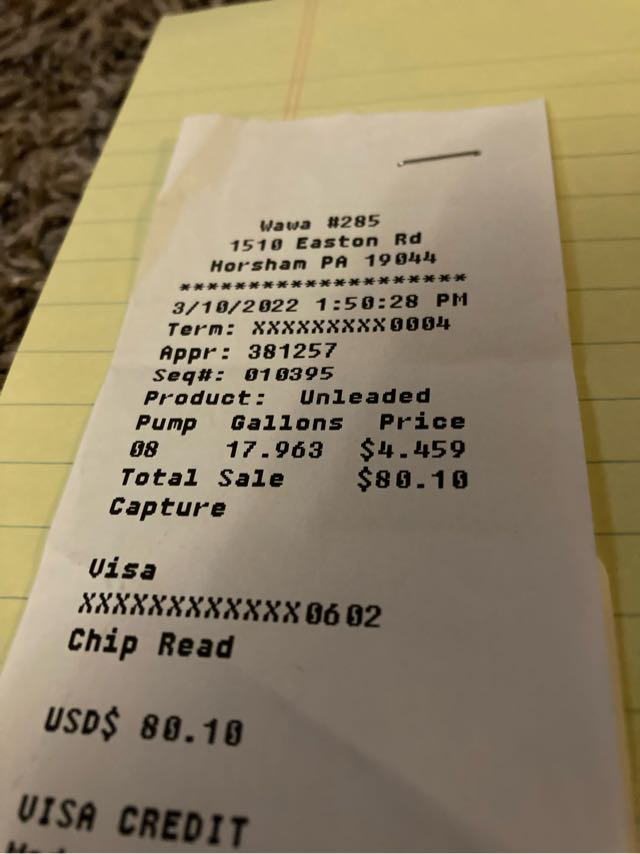 Wawa #285
1510 Easton Rd
Horsham PA 19044
********************
3/10/2022 1:50:28 PM
Term: XXXXXXXXX0004
Appr: 381257
Seq#: 010395
Product: Unleaded
Pump Gallons Price
08 17.963 $4.459
Total Sale $80.10
Capture
Visa
XXXXXXXXXXXX0602
Chip Read
USD$ 80.10
VISA CREDIT